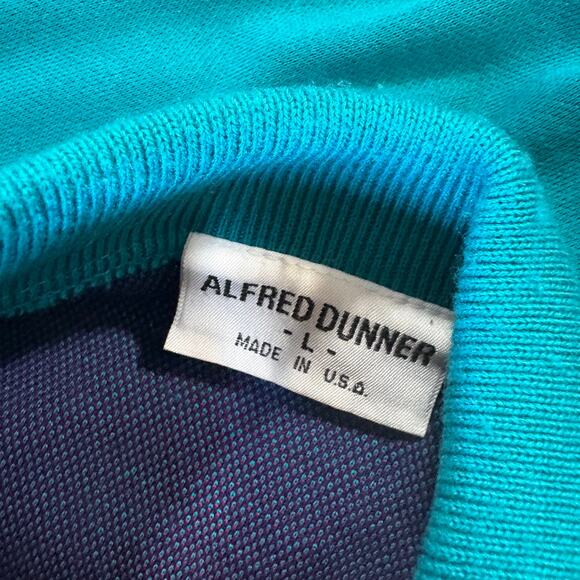 ALFRED DUNNER
- L -
MADE IN U.S.A.